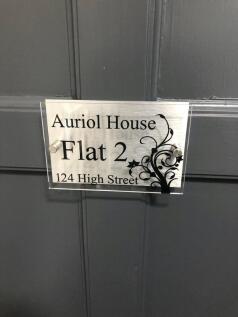 Auriol House
Flat 2
124 High Street